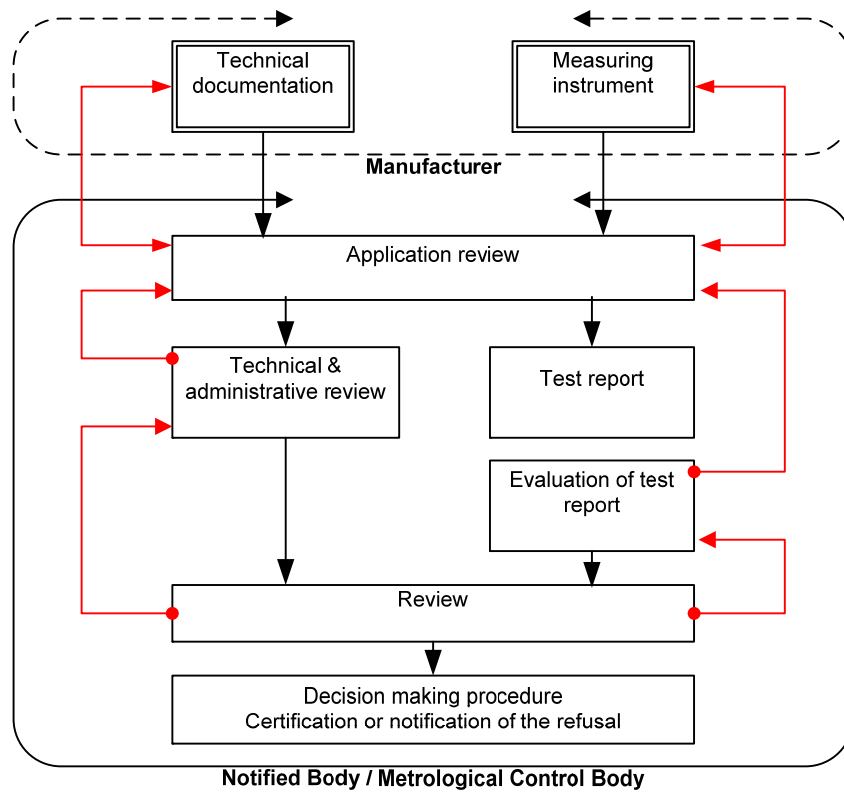 Technical
documentation
Measuring
instrument
Manufacturer
Application review
Technical &
administrative review
Test report
Evaluation of test
report
Review
Decision making procedure
Certification or notification of the refusal
Notified Body / Metrological Control Body